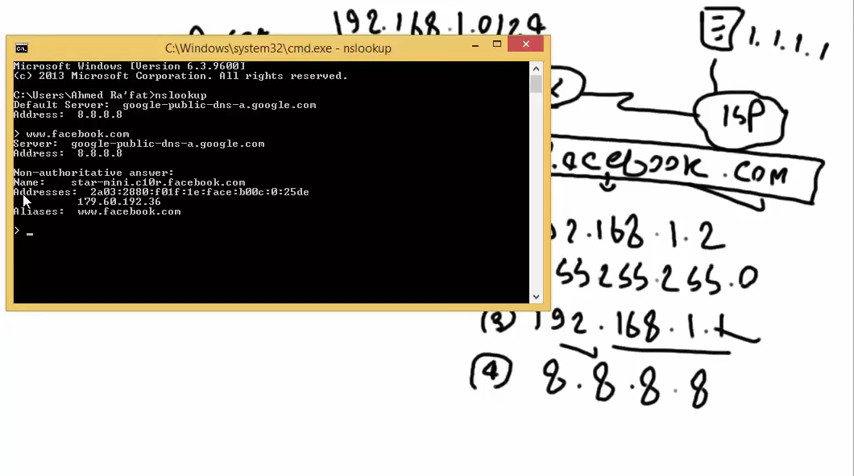 192.168.1.0/24
1.1.1.1
C:\Windows\system32\cmd.exe - nslookup
Microsoft Windows [Version 6.3.9600]
(c) 2013 Microsoft Corporation. All rights reserved.
C:\Users\Ahmed Ra'fat>nslookup
Default Server:  google-public-dns-a.google.com
Address:  8.8.8.8
> www.facebook.com
Server:  google-public-dns-a.google.com
Address:  8.8.8.8
Non-authoritative answer:
Name:    star-mini.c10r.facebook.com
Addresses:  2a03:2880:f01f:1e:face:b00c:0:25de
179.60.192.36
Aliases:  www.facebook.com
>
ISP
.facebook.com
2.168.1.2
55 255.255.0
(3) 192.168.1.1
(4) 8.8.8.8